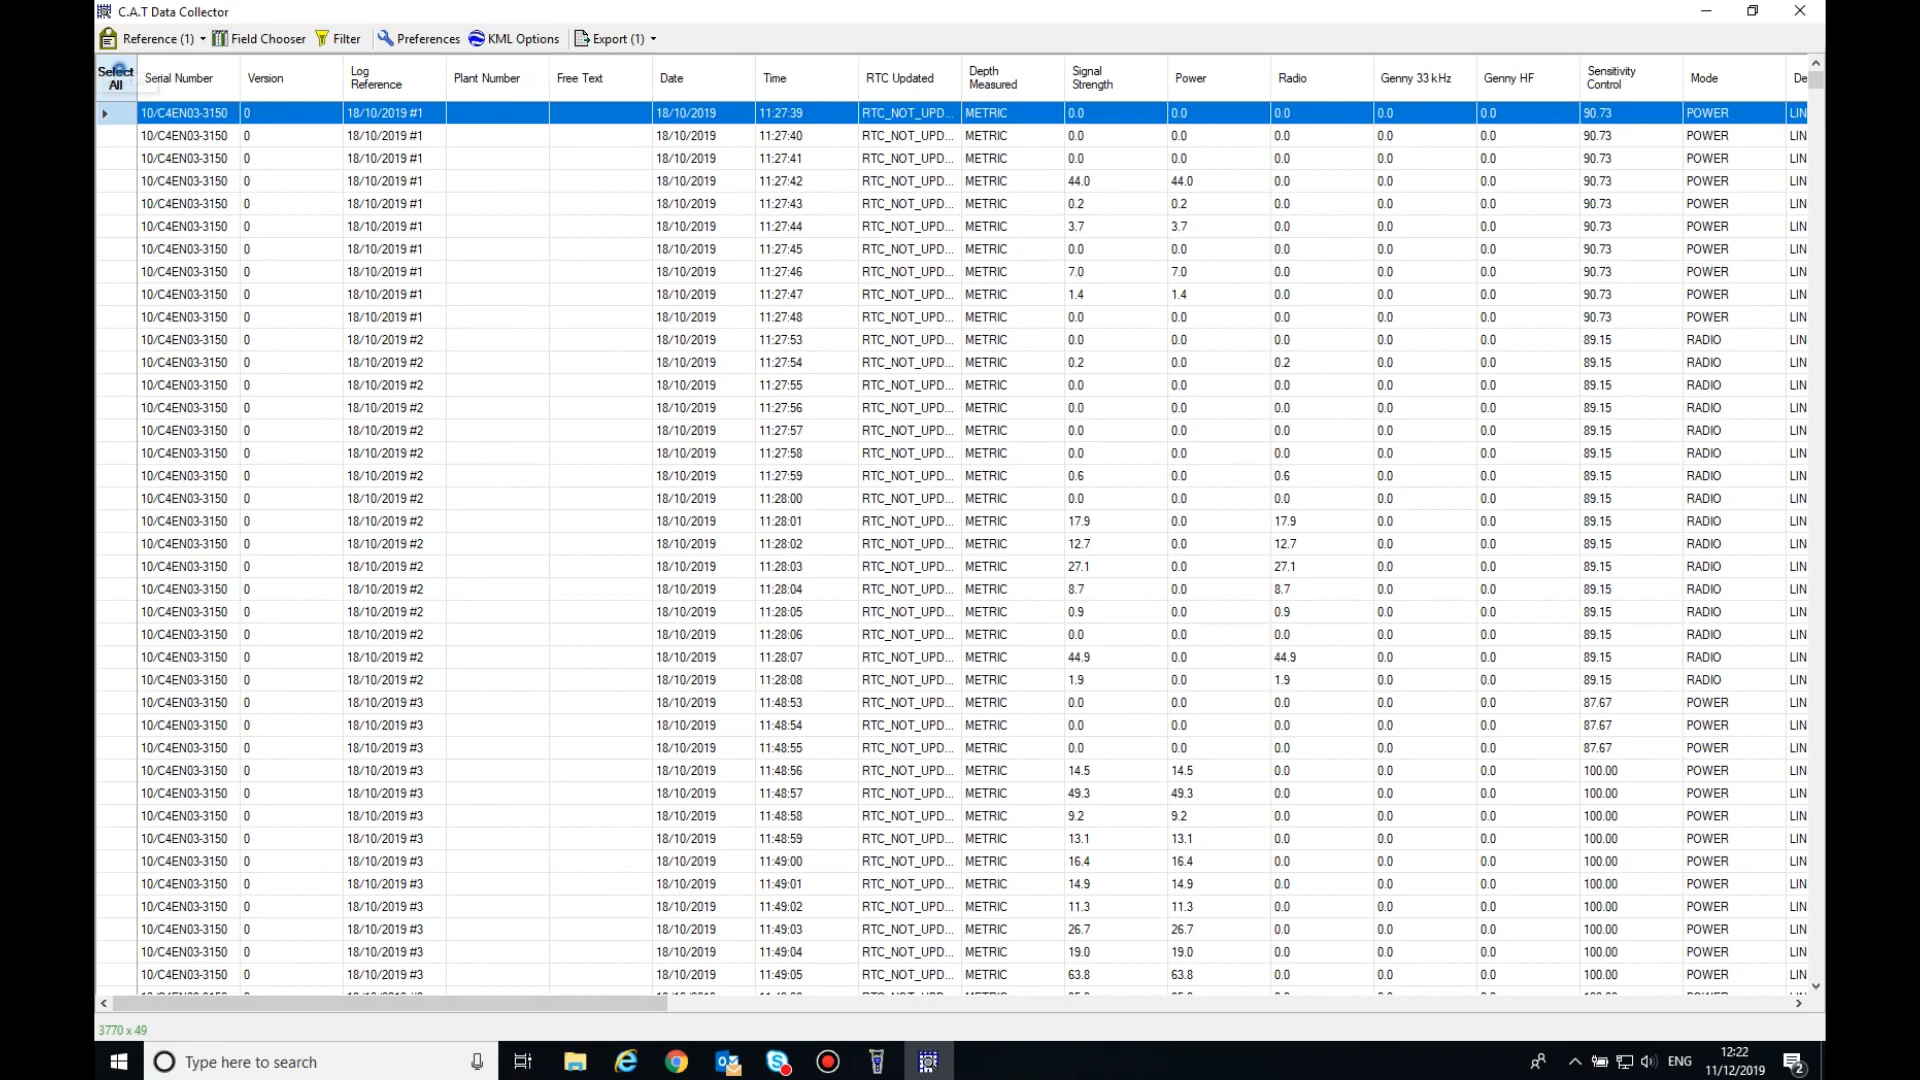 C.A.T Data Collector
Reference (1) Field Chooser Filter Preferences KML Options Export (1)
Select All Serial Number Version Log Reference Plant Number Free Text Date Time RTC Updated Depth Measured Signal Strength Power Radio Genny 33 kHz Genny HF Sensitivity Control Mode De
10/C4EN03-3150 0 18/10/2019 #1 18/10/2019 11:27:39 RTC_NOT_UPD... METRIC 0.0 0.0 0.0 0.0 0.0 90.73 POWER LIN
10/C4EN03-3150 0 18/10/2019 #1 18/10/2019 11:27:40 RTC_NOT_UPD... METRIC 0.0 0.0 0.0 0.0 0.0 90.73 POWER LIN
10/C4EN03-3150 0 18/10/2019 #1 18/10/2019 11:27:41 RTC_NOT_UPD... METRIC 0.0 0.0 0.0 0.0 0.0 90.73 POWER LIN
10/C4EN03-3150 0 18/10/2019 #1 18/10/2019 11:27:42 RTC_NOT_UPD... METRIC 44.0 44.0 0.0 0.0 0.0 90.73 POWER LIN
10/C4EN03-3150 0 18/10/2019 #1 18/10/2019 11:27:43 RTC_NOT_UPD... METRIC 0.2 0.2 0.0 0.0 0.0 90.73 POWER LIN
10/C4EN03-3150 0 18/10/2019 #1 18/10/2019 11:27:44 RTC_NOT_UPD... METRIC 3.7 3.7 0.0 0.0 0.0 90.73 POWER LIN
10/C4EN03-3150 0 18/10/2019 #1 18/10/2019 11:27:45 RTC_NOT_UPD... METRIC 0.0 0.0 0.0 0.0 0.0 90.73 POWER LIN
10/C4EN03-3150 0 18/10/2019 #1 18/10/2019 11:27:46 RTC_NOT_UPD... METRIC 7.0 7.0 0.0 0.0 0.0 90.73 POWER LIN
10/C4EN03-3150 0 18/10/2019 #1 18/10/2019 11:27:47 RTC_NOT_UPD... METRIC 1.4 1.4 0.0 0.0 0.0 90.73 POWER LIN
10/C4EN03-3150 0 18/10/2019 #1 18/10/2019 11:27:48 RTC_NOT_UPD... METRIC 0.0 0.0 0.0 0.0 0.0 90.73 POWER LIN
10/C4EN03-3150 0 18/10/2019 #2 18/10/2019 11:27:53 RTC_NOT_UPD... METRIC 0.0 0.0 0.0 0.0 0.0 89.15 RADIO LIN
10/C4EN03-3150 0 18/10/2019 #2 18/10/2019 11:27:54 RTC_NOT_UPD... METRIC 0.2 0.0 0.2 0.0 0.0 89.15 RADIO LIN
10/C4EN03-3150 0 18/10/2019 #2 18/10/2019 11:27:55 RTC_NOT_UPD... METRIC 0.0 0.0 0.0 0.0 0.0 89.15 RADIO LIN
10/C4EN03-3150 0 18/10/2019 #2 18/10/2019 11:27:56 RTC_NOT_UPD... METRIC 0.0 0.0 0.0 0.0 0.0 89.15 RADIO LIN
10/C4EN03-3150 0 18/10/2019 #2 18/10/2019 11:27:57 RTC_NOT_UPD... METRIC 0.0 0.0 0.0 0.0 0.0 89.15 RADIO LIN
10/C4EN03-3150 0 18/10/2019 #2 18/10/2019 11:27:58 RTC_NOT_UPD... METRIC 0.0 0.0 0.0 0.0 0.0 89.15 RADIO LIN
10/C4EN03-3150 0 18/10/2019 #2 18/10/2019 11:27:59 RTC_NOT_UPD... METRIC 0.6 0.0 0.6 0.0 0.0 89.15 RADIO LIN
10/C4EN03-3150 0 18/10/2019 #2 18/10/2019 11:28:00 RTC_NOT_UPD... METRIC 0.0 0.0 0.0 0.0 0.0 89.15 RADIO LIN
10/C4EN03-3150 0 18/10/2019 #2 18/10/2019 11:28:01 RTC_NOT_UPD... METRIC 17.9 0.0 17.9 0.0 0.0 89.15 RADIO LIN
10/C4EN03-3150 0 18/10/2019 #2 18/10/2019 11:28:02 RTC_NOT_UPD... METRIC 12.7 0.0 12.7 0.0 0.0 89.15 RADIO LIN
10/C4EN03-3150 0 18/10/2019 #2 18/10/2019 11:28:03 RTC_NOT_UPD... METRIC 27.1 0.0 27.1 0.0 0.0 89.15 RADIO LIN
10/C4EN03-3150 0 18/10/2019 #2 18/10/2019 11:28:04 RTC_NOT_UPD... METRIC 8.7 0.0 8.7 0.0 0.0 89.15 RADIO LIN
10/C4EN03-3150 0 18/10/2019 #2 18/10/2019 11:28:05 RTC_NOT_UPD... METRIC 0.9 0.0 0.9 0.0 0.0 89.15 RADIO LIN
10/C4EN03-3150 0 18/10/2019 #2 18/10/2019 11:28:06 RTC_NOT_UPD... METRIC 0.0 0.0 0.0 0.0 0.0 89.15 RADIO LIN
10/C4EN03-3150 0 18/10/2019 #2 18/10/2019 11:28:07 RTC_NOT_UPD... METRIC 44.9 0.0 44.9 0.0 0.0 89.15 RADIO LIN
10/C4EN03-3150 0 18/10/2019 #2 18/10/2019 11:28:08 RTC_NOT_UPD... METRIC 1.9 0.0 1.9 0.0 0.0 89.15 RADIO LIN
10/C4EN03-3150 0 18/10/2019 #3 18/10/2019 11:48:53 RTC_NOT_UPD... METRIC 0.0 0.0 0.0 0.0 0.0 87.67 POWER LIN
10/C4EN03-3150 0 18/10/2019 #3 18/10/2019 11:48:54 RTC_NOT_UPD... METRIC 0.0 0.0 0.0 0.0 0.0 87.67 POWER LIN
10/C4EN03-3150 0 18/10/2019 #3 18/10/2019 11:48:55 RTC_NOT_UPD... METRIC 0.0 0.0 0.0 0.0 0.0 87.67 POWER LIN
10/C4EN03-3150 0 18/10/2019 #3 18/10/2019 11:48:56 RTC_NOT_UPD... METRIC 14.5 14.5 0.0 0.0 0.0 100.00 POWER LIN
10/C4EN03-3150 0 18/10/2019 #3 18/10/2019 11:48:57 RTC_NOT_UPD... METRIC 49.3 49.3 0.0 0.0 0.0 100.00 POWER LIN
10/C4EN03-3150 0 18/10/2019 #3 18/10/2019 11:48:58 RTC_NOT_UPD... METRIC 9.2 9.2 0.0 0.0 0.0 100.00 POWER LIN
10/C4EN03-3150 0 18/10/2019 #3 18/10/2019 11:48:59 RTC_NOT_UPD... METRIC 13.1 13.1 0.0 0.0 0.0 100.00 POWER LIN
10/C4EN03-3150 0 18/10/2019 #3 18/10/2019 11:49:00 RTC_NOT_UPD... METRIC 16.4 16.4 0.0 0.0 0.0 100.00 POWER LIN
10/C4EN03-3150 0 18/10/2019 #3 18/10/2019 11:49:01 RTC_NOT_UPD... METRIC 14.9 14.9 0.0 0.0 0.0 100.00 POWER LIN
10/C4EN03-3150 0 18/10/2019 #3 18/10/2019 11:49:02 RTC_NOT_UPD... METRIC 11.3 11.3 0.0 0.0 0.0 100.00 POWER LIN
10/C4EN03-3150 0 18/10/2019 #3 18/10/2019 11:49:03 RTC_NOT_UPD... METRIC 26.7 26.7 0.0 0.0 0.0 100.00 POWER LIN
10/C4EN03-3150 0 18/10/2019 #3 18/10/2019 11:49:04 RTC_NOT_UPD... METRIC 19.0 19.0 0.0 0.0 0.0 100.00 POWER LIN
10/C4EN03-3150 0 18/10/2019 #3 18/10/2019 11:49:05 RTC_NOT_UPD... METRIC 63.8 63.8 0.0 0.0 0.0 100.00 POWER LIN
3770 x 49
Type here to search
ENG
12:22
11/12/2019
2